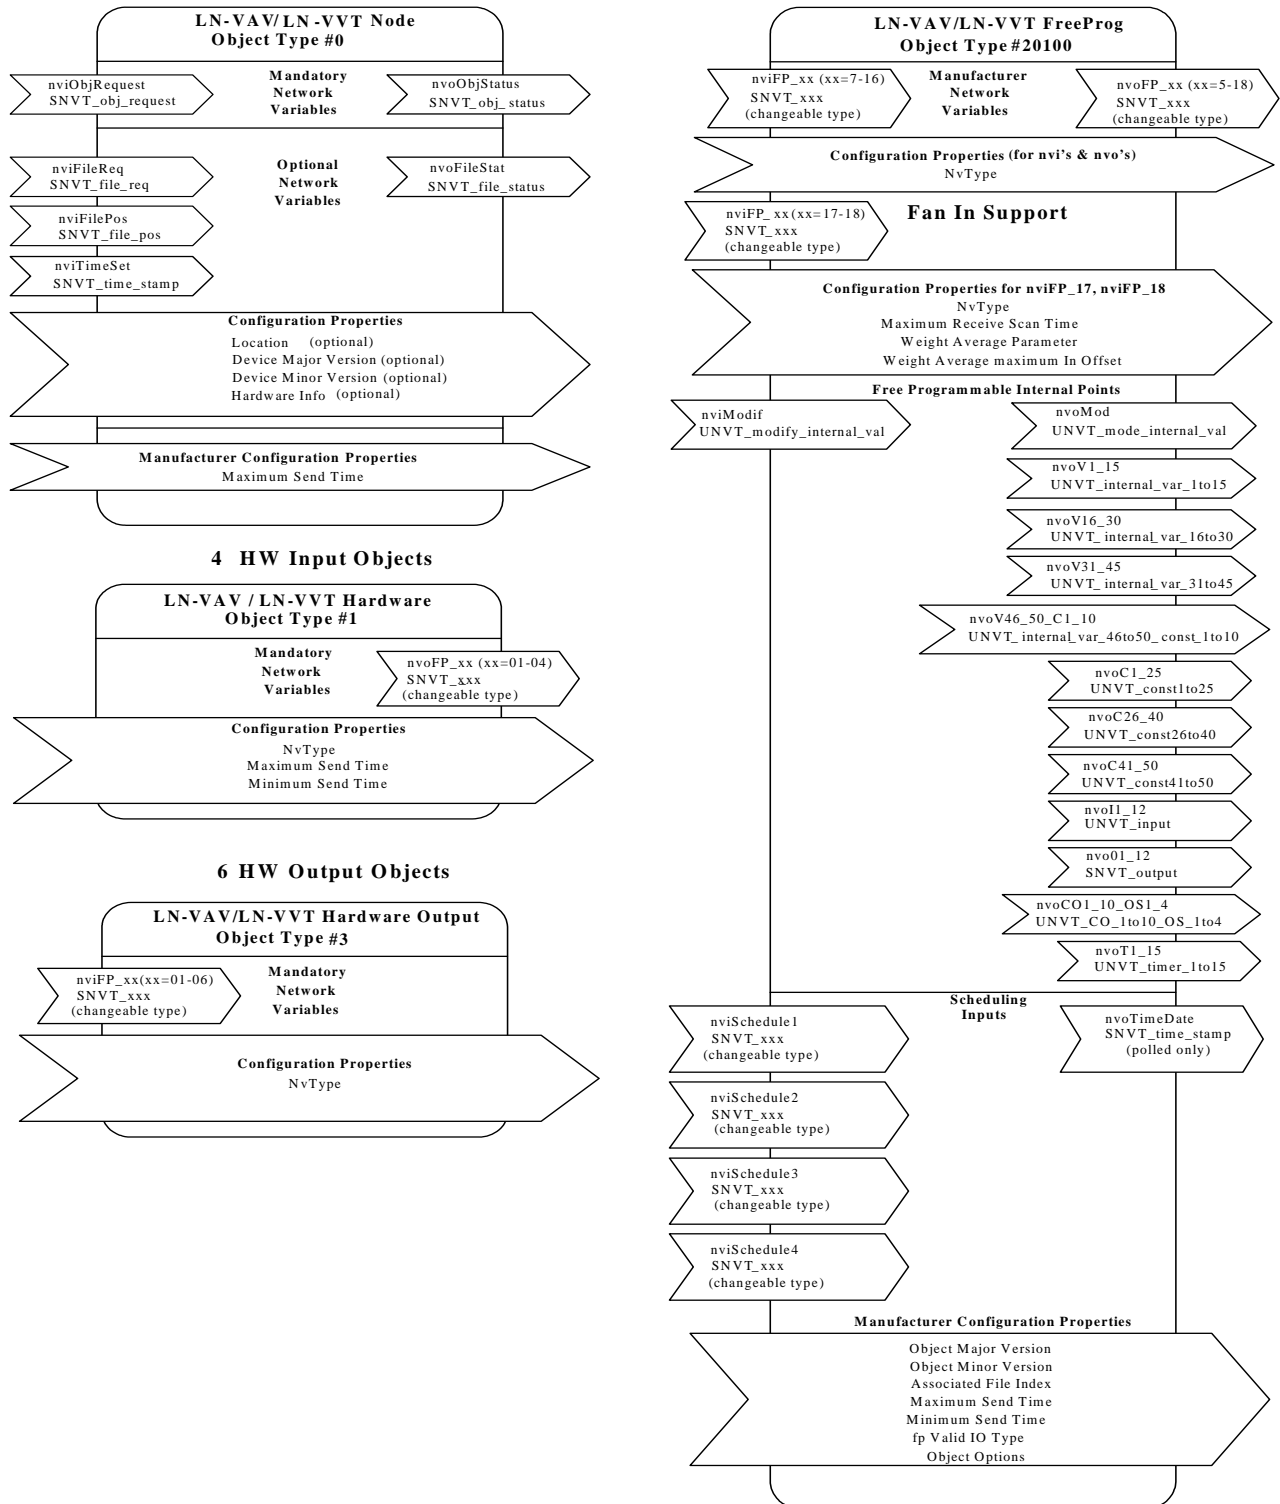 LN-VAV/ LN -VVT Node
Object Type #0
nviObjRequest
SNVT_obj_request
Mandatory
Network
Variables
nvoObjStatus
SNVT_obj_status
nviFileReq
SNVT_file_req
Optional
Network
Variables
nvoFileStat
SNVT_file_status
nviFilePos
SNVT_file_pos
nviTimeSet
SNVT_time_stamp
Configuration Properties
Location (optional)
Device Major Version (optional)
Device Minor Version (optional)
Hardware Info (optional)
Manufacturer Configuration Properties
Maximum Send Time
4 HW Input Objects
LN-VAV / LN-VVT Hardware
Object Type #1
Mandatory
Network
Variables
nvoFP_xx (xx=01-04)
SNVT_xxx
(changeable type)
Configuration Properties
NvType
Maximum Send Time
Minimum Send Time
6 HW Output Objects
LN-VAV/LN-VVT Hardware Output
Object Type #3
nviFP_xx(xx=01-06)
SNVT_xxx
(changeable type)
Mandatory
Network
Variables
Configuration Properties
NvType
LN-VAV/LN-VVT FreeProg
Object Type #20100
nviFP_xx (xx=7-16)
SNVT_xxx
(changeable type)
Manufacturer
Network
Variables
nvoFP_xx (xx=5-18)
SNVT_xxx
(changeable type)
Configuration Properties (for nvi's & nvo's)
NvType
nviFP_ xx(xx=17-18)
SNVT_xxx
(changeable type)
Fan In Support
Configuration Properties for nviFP_17, nviFP_18
NvType
Maximum Receive Scan Time
Weight Average Parameter
Weight Average maximum In Offset
Free Programmable Internal Points
nviModif
UNVT_modify_internal_val
nvoMod
UNVT_mode_internal_val
nvoV1_15
UNVT_internal_var_1to15
nvoV16_30
UNVT_ internal_var_16to30
nvoV31_45
UNVT_internal_var_31to45
nvoV46_50_C1_10
UNVT_ internal_var_46to50_const_1to10
nvoC1_25
UNVT_const1to25
nvoC26_40
UNVT_const26to40
nvoC41_50
UNVT_const41to50
nvoI1_12
UNVT_input
nvo01_12
SNVT_output
nvoCO1_10_OS1_4
UNVT_CO_1to10_OS_1to4
nvoT1_15
UNVT_timer_1to15
Scheduling
Inputs
nviSchedule1
SNVT_xxx
(changeable type)
nvoTimeDate
SNVT_time_stamp
(polled only)
nviSchedule2
SNVT_xxx
(changeable type)
nviSchedule3
SNVT_xxx
(changeable type)
nviSchedule4
SNVT_xxx
(changeable type)
Manufacturer Configuration Properties
Object Major Version
Object Minor Version
Associated File Index
Maximum Send Time
Minimum Send Time
fp Valid IO Type
Object Options